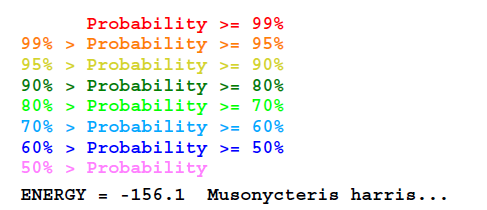 Probability >= 99%
99% > Probability >= 95%
95% > Probability >= 90%
90% > Probability >= 80%
80% > Probability >= 70%
70% > Probability >= 60%
60% > Probability >= 50%
50% > Probability
ENERGY = -156.1  Musonycteris harris...